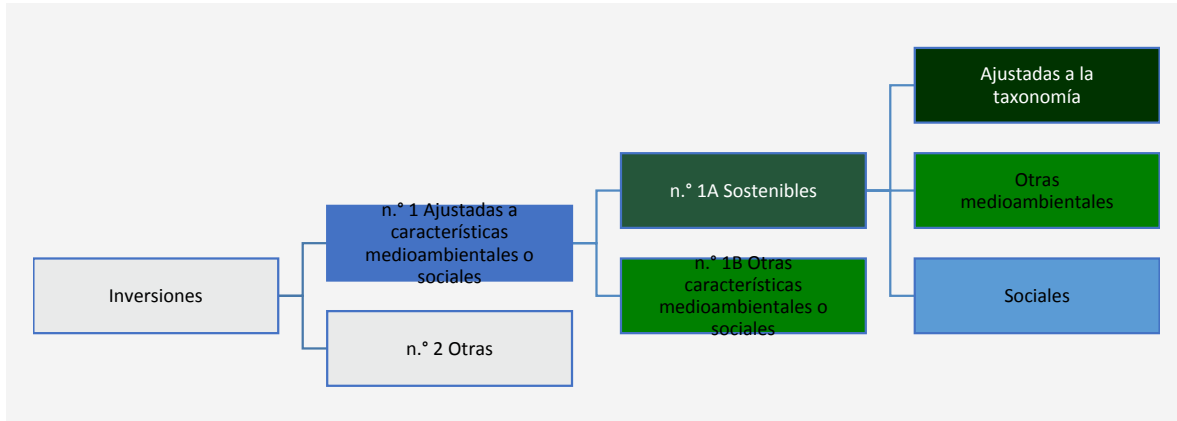 Inversiones
n.° 1 Ajustadas a
características
medioambientales o
sociales
n.° 2 Otras
n.° 1A Sostenibles
n.° 1B Otras
características
medioambientales o
sociales
Ajustadas a la
taxonomía
Otras
medioambientales
Sociales